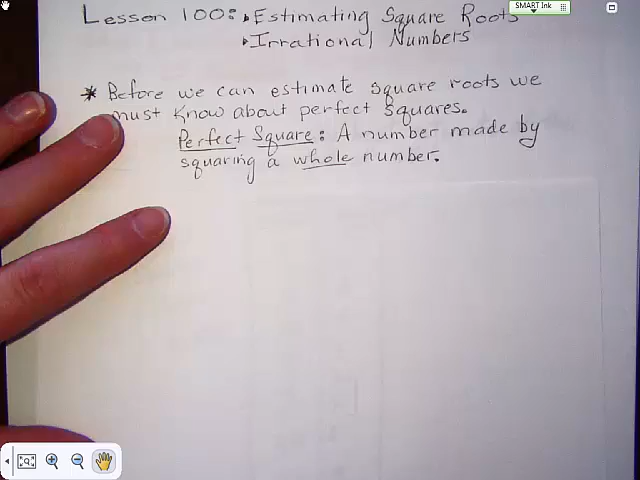 Lesson 100: ▸Estimating Square Roots
▸Irrational Numbers
SMART Ink
* Before we can estimate square roots we
must know about perfect squares.
Perfect Square: A number made by
squaring a whole number.